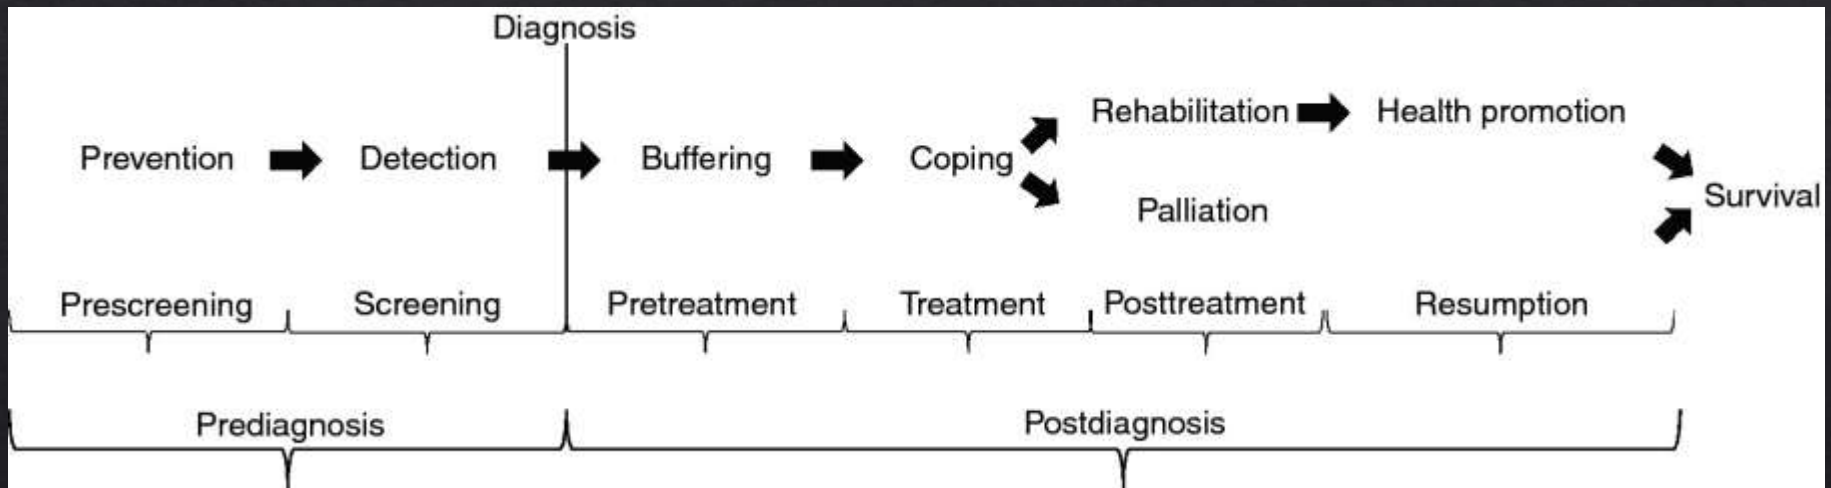 Diagnosis
Rehabilitation Health promotion
Prevention Detection Buffering Coping
Survival
Palliation
Prescreening Screening Pretreatment Treatment Posttreatment Resumption
Prediagnosis Postdiagnosis